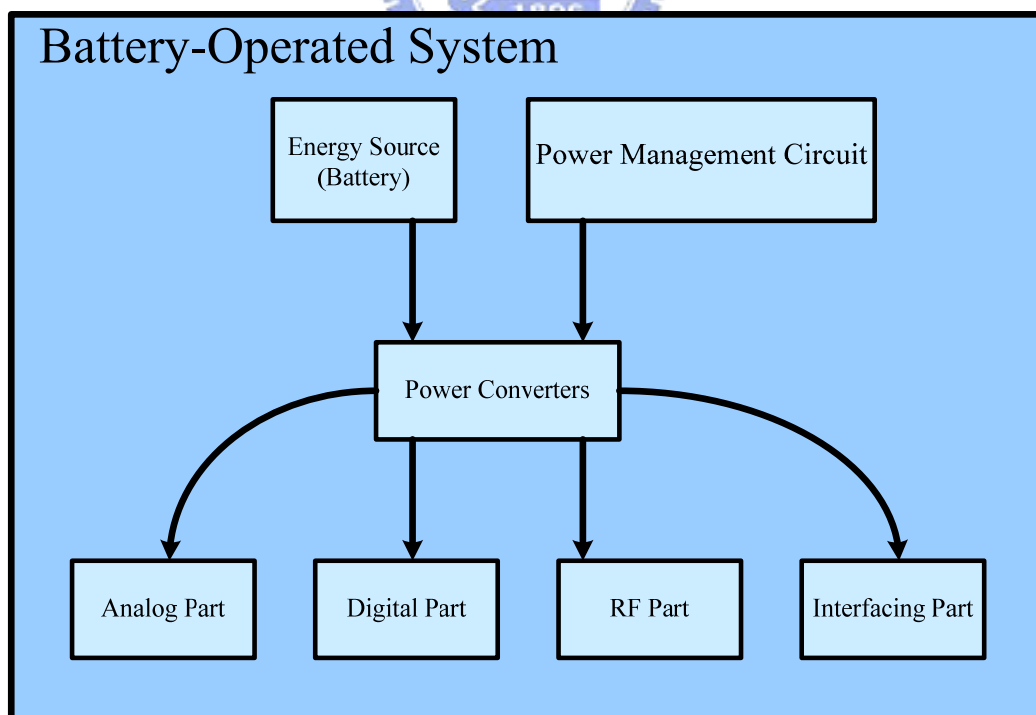 Battery-Operated System
Energy Source
(Battery)
Power Management Circuit
Power Converters
Analog Part
Digital Part
RF Part
Interfacing Part